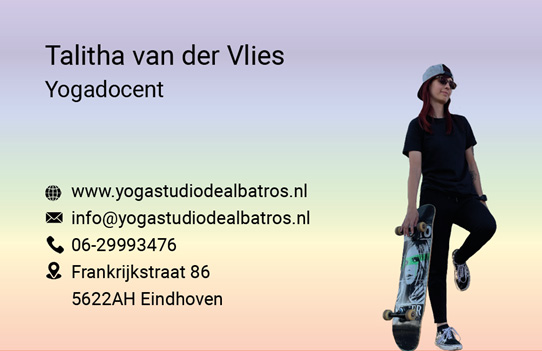 Talitha van der Vlies
Yogadocent
www.yogastudiodealbatros.nl
info@yogastudiodealbatros.nl
06-29993476
Frankrijkstraat 86
5622AH Eindhoven